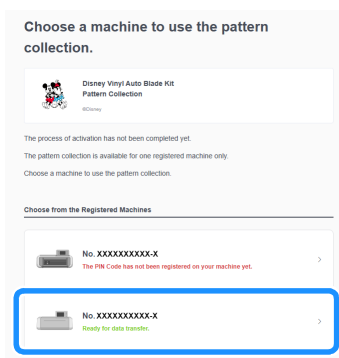 Choose a machine to use the pattern
collection.
Disney Vinyl Auto Blade Kit
Pattern Collection
©Disney
The process of activation has not been completed yet.
The pattern collection is available for one registered machine only.
Choose a machine to use the pattern collection.
Choose from the Registered Machines
No. XXXXXXXXXX-X
The PIN Code has not been registered on your machine yet.
No. XXXXXXXXXX-X
Ready for data transfer.